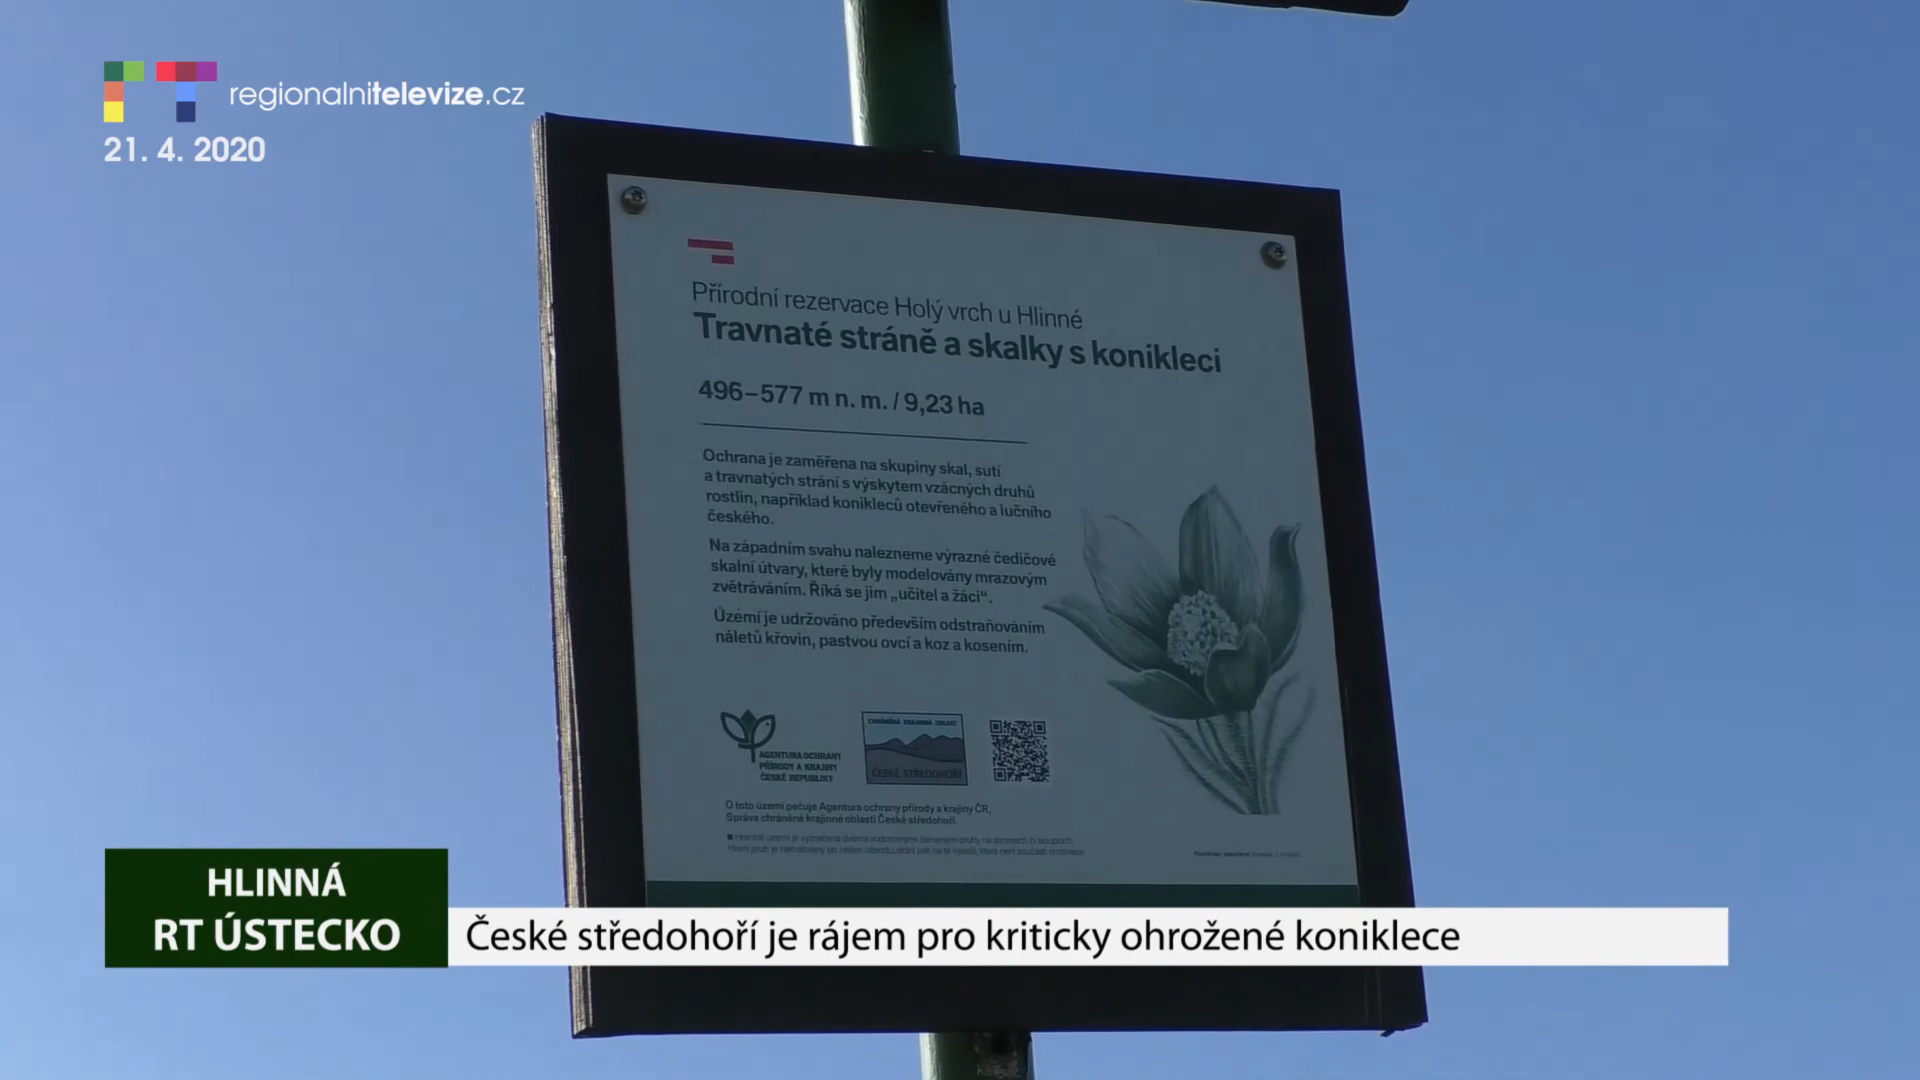 regionalnitelevize.cz
21. 4. 2020
Přírodní rezervace Holý vrch u Hlinné
Travnaté stráně a skalky s konikleci
496–577 m n. m. / 9,23 ha
Ochrana je zaměřena na skupiny skal, sutí
a travnatých strání s výskytem vzácných druhů
rostlin, například koniklecù otevřeného a lučního
českého.
Na západním svahu nalezneme výrazné čedičové
skalní útvary, které byly modelovány mrazovým
zvětráváním. Říká se jim „učitel a žáci“.
Území je udržováno především odstraňováním
náletů křovin, pastvou ovcí a koz a kosením.
AGENTURA OCHRANY
PŘÍRODY A KRAJINY
ČESKÉ REPUBLIKY
CHRÁNĚNÁ KRAJINNÁ OBLAST
ČESKÉ STŘEDOHOŘÍ
O toto území pečuje Agentura ochrany přírody a krajiny ČR,
Správa chráněné krajinné oblasti České středohoří.
HLINNÁ
RT ÚSTECKO
České středohoří je rájem pro kriticky ohrožené koniklece